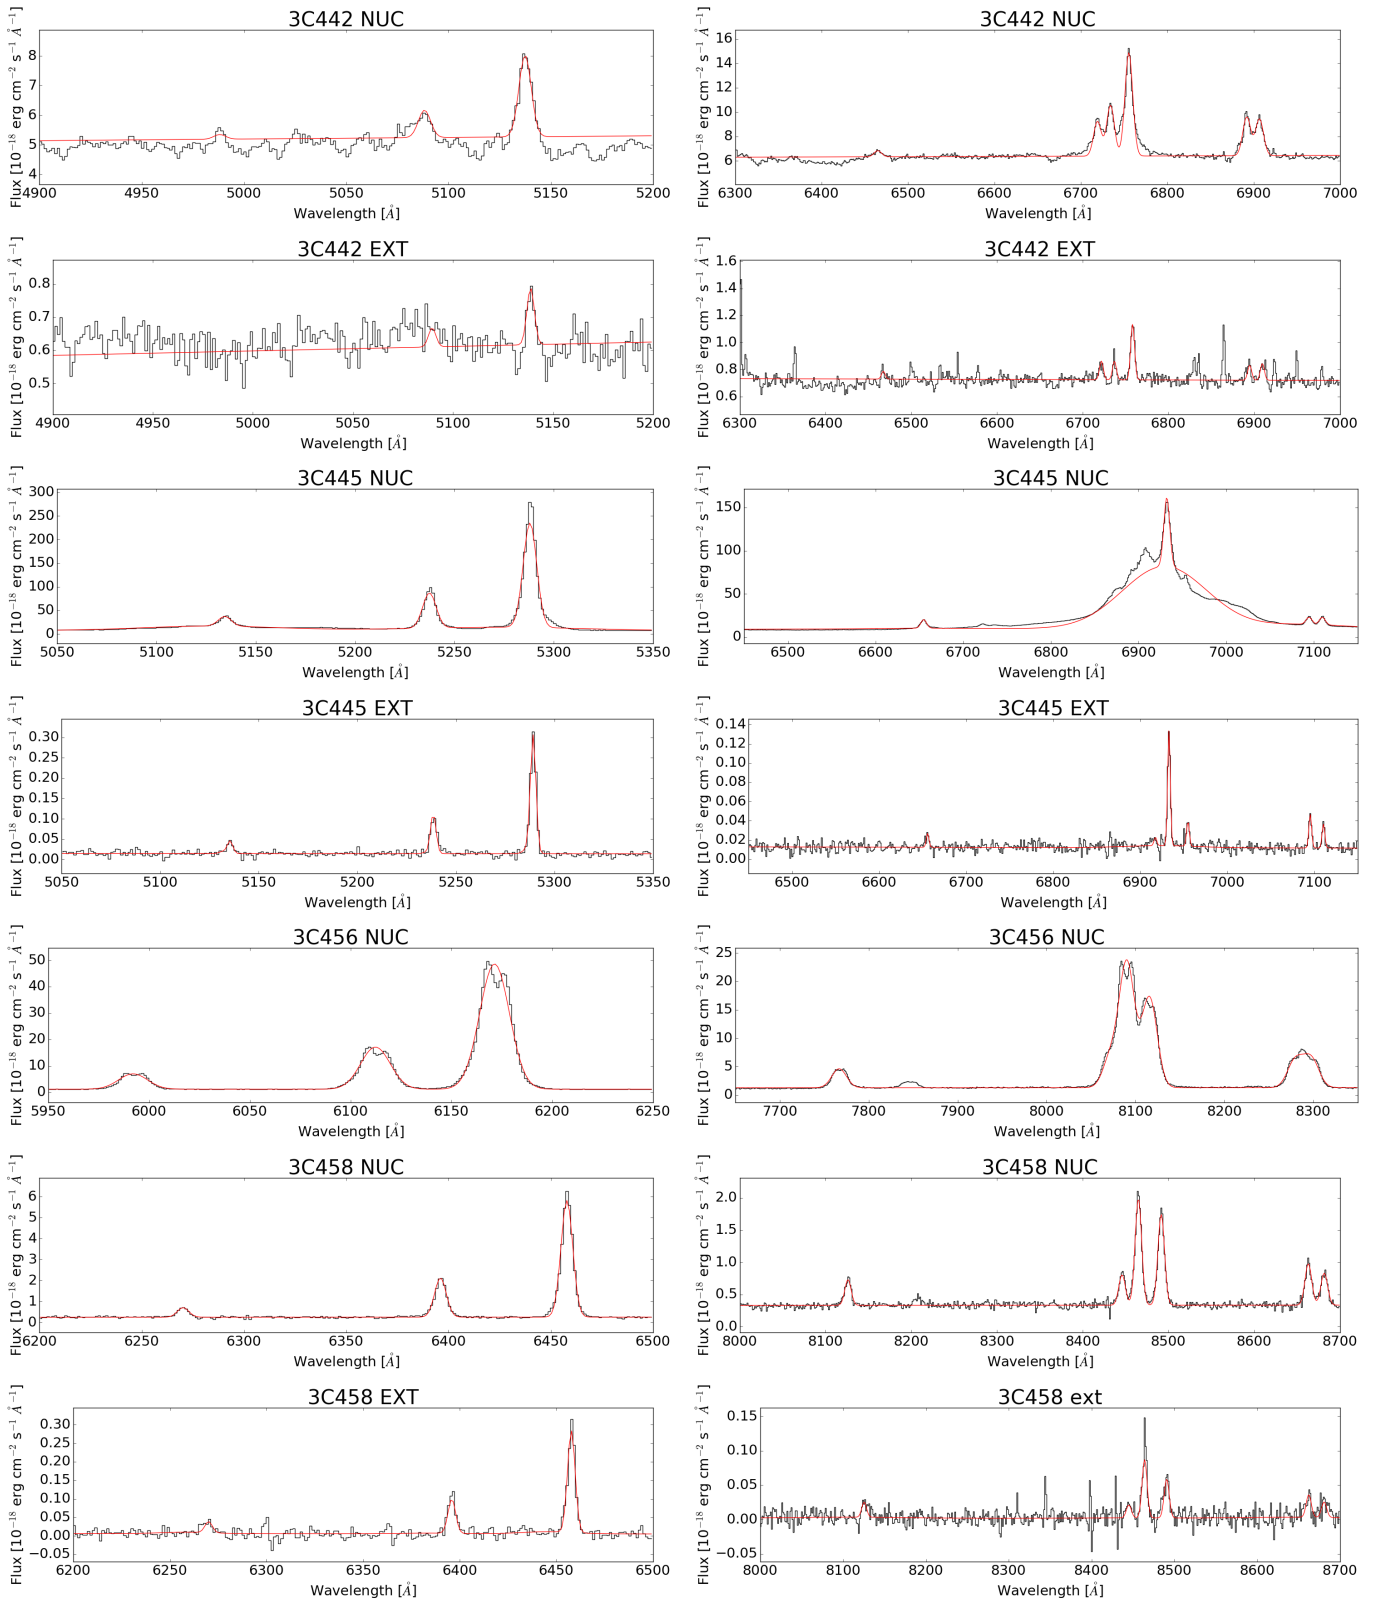 3C442 NUC
Flux [10⁻¹⁸ erg cm⁻² s⁻¹ Å⁻¹]
8
7
6
5
4
4900 4950 5000 5050 5100 5150 5200
Wavelength [Å]
3C442 NUC
Flux [10⁻¹⁸ erg cm⁻² s⁻¹ Å⁻¹]
16
14
12
10
8
6
6300 6400 6500 6600 6700 6800 6900 7000
Wavelength [Å]
3C442 EXT
Flux [10⁻¹⁸ erg cm⁻² s⁻¹ Å⁻¹]
0.8
0.7
0.6
0.5
4900 4950 5000 5050 5100 5150 5200
Wavelength [Å]
3C442 EXT
Flux [10⁻¹⁸ erg cm⁻² s⁻¹ Å⁻¹]
1.6
1.4
1.2
1.0
0.8
0.6
6300 6400 6500 6600 6700 6800 6900 7000
Wavelength [Å]
3C445 NUC
Flux [10⁻¹⁸ erg cm⁻² s⁻¹ Å⁻¹]
300
250
200
150
100
50
0
5050 5100 5150 5200 5250 5300 5350
Wavelength [Å]
3C445 NUC
Flux [10⁻¹⁸ erg cm⁻² s⁻¹ Å⁻¹]
150
100
50
0
6500 6600 6700 6800 6900 7000 7100
Wavelength [Å]
3C445 EXT
Flux [10⁻¹⁸ erg cm⁻² s⁻¹ Å⁻¹]
0.30
0.25
0.20
0.15
0.10
0.05
0.00
5050 5100 5150 5200 5250 5300 5350
Wavelength [Å]
3C445 EXT
Flux [10⁻¹⁸ erg cm⁻² s⁻¹ Å⁻¹]
0.14
0.12
0.10
0.08
0.06
0.04
0.02
0.00
6500 6600 6700 6800 6900 7000 7100
Wavelength [Å]
3C456 NUC
Flux [10⁻¹⁸ erg cm⁻² s⁻¹ Å⁻¹]
50
40
30
20
10
0
5950 6000 6050 6100 6150 6200 6250
Wavelength [Å]
3C456 NUC
Flux [10⁻¹⁸ erg cm⁻² s⁻¹ Å⁻¹]
25
20
15
10
5
0
7700 7800 7900 8000 8100 8200 8300
Wavelength [Å]
3C458 NUC
Flux [10⁻¹⁸ erg cm⁻² s⁻¹ Å⁻¹]
6
5
4
3
2
1
0
6200 6250 6300 6350 6400 6450 6500
Wavelength [Å]
3C458 NUC
Flux [10⁻¹⁸ erg cm⁻² s⁻¹ Å⁻¹]
2.0
1.5
1.0
0.5
0.0
8000 8100 8200 8300 8400 8500 8600 8700
Wavelength [Å]
3C458 EXT
Flux [10⁻¹⁸ erg cm⁻² s⁻¹ Å⁻¹]
0.30
0.25
0.20
0.15
0.10
0.05
0.00
−0.05
6200 6250 6300 6350 6400 6450 6500
Wavelength [Å]
3C458 ext
Flux [10⁻¹⁸ erg cm⁻² s⁻¹ Å⁻¹]
0.15
0.10
0.05
0.00
−0.05
8000 8100 8200 8300 8400 8500 8600 8700
Wavelength [Å]